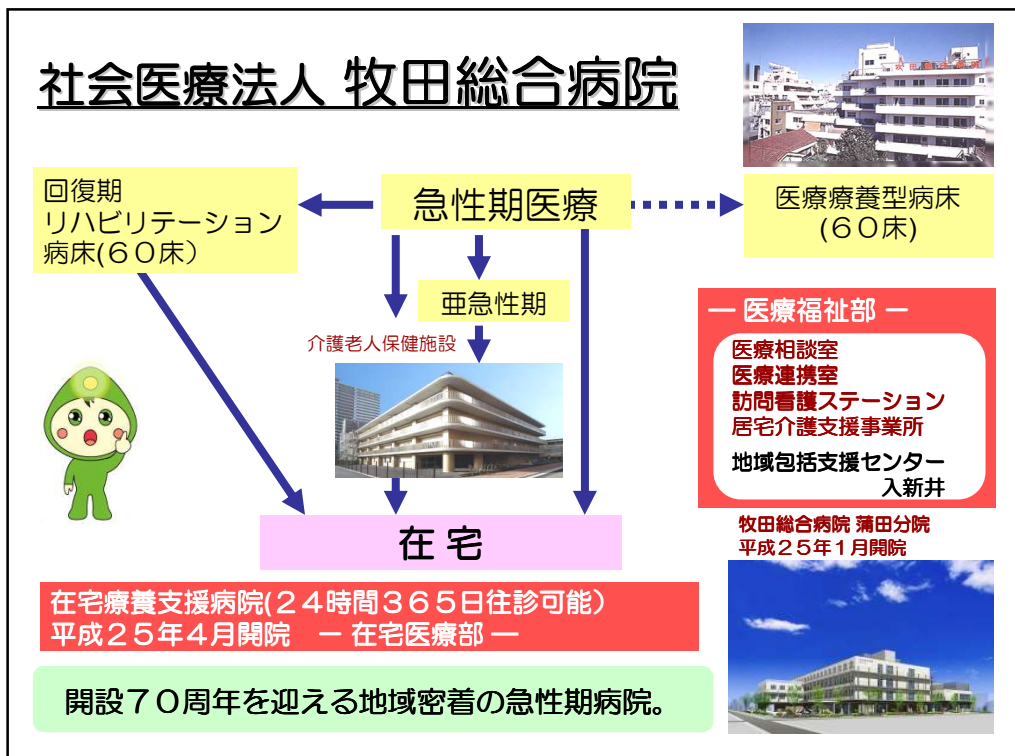 社会医療法人 牧田総合病院
回復期
リハビリテーション
病床(60床)
急性期医療
医療療養型病床
(60床)
亜急性期
介護老人保健施設
― 医療福祉部 ―
医療相談室
医療連携室
訪問看護ステーション
居宅介護支援事業所
地域包括支援センター
入新井
在 宅
牧田総合病院 蒲田分院
平成25年1月開院
在宅療養支援病院(24時間365日往診可能)
平成25年4月開院 ― 在宅医療部 ―
開設70周年を迎える地域密着の急性期病院。